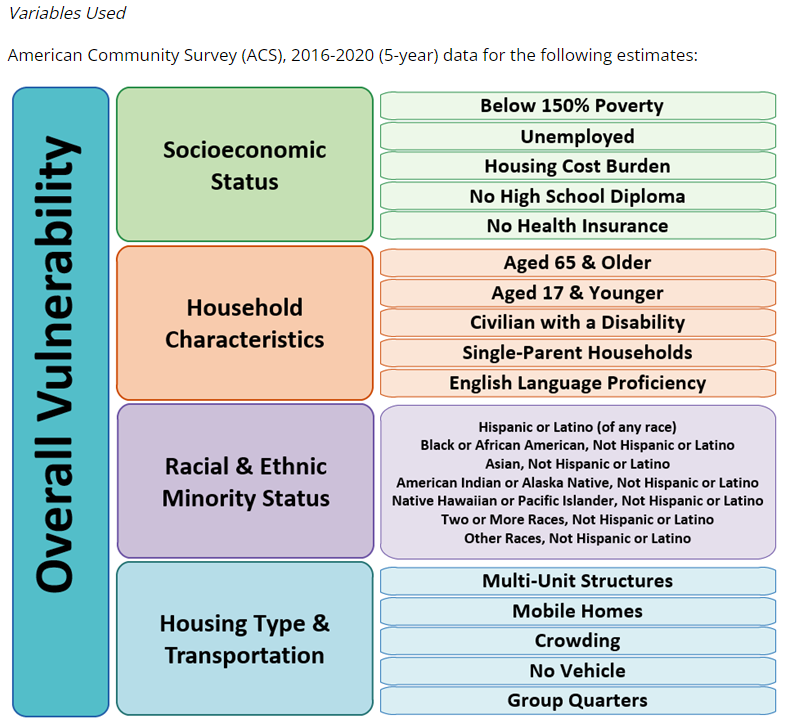 Variables Used
American Community Survey (ACS), 2016-2020 (5-year) data for the following estimates:
Overall Vulnerability
Socioeconomic
Status
Below 150% Poverty
Unemployed
Housing Cost Burden
No High School Diploma
No Health Insurance
Household
Characteristics
Aged 65 & Older
Aged 17 & Younger
Civilian with a Disability
Single-Parent Households
English Language Proficiency
Racial & Ethnic
Minority Status
Hispanic or Latino (of any race)
Black or African American, Not Hispanic or Latino
Asian, Not Hispanic or Latino
American Indian or Alaska Native, Not Hispanic or Latino
Native Hawaiian or Pacific Islander, Not Hispanic or Latino
Two or More Races, Not Hispanic or Latino
Other Races, Not Hispanic or Latino
Housing Type &
Transportation
Multi-Unit Structures
Mobile Homes
Crowding
No Vehicle
Group Quarters